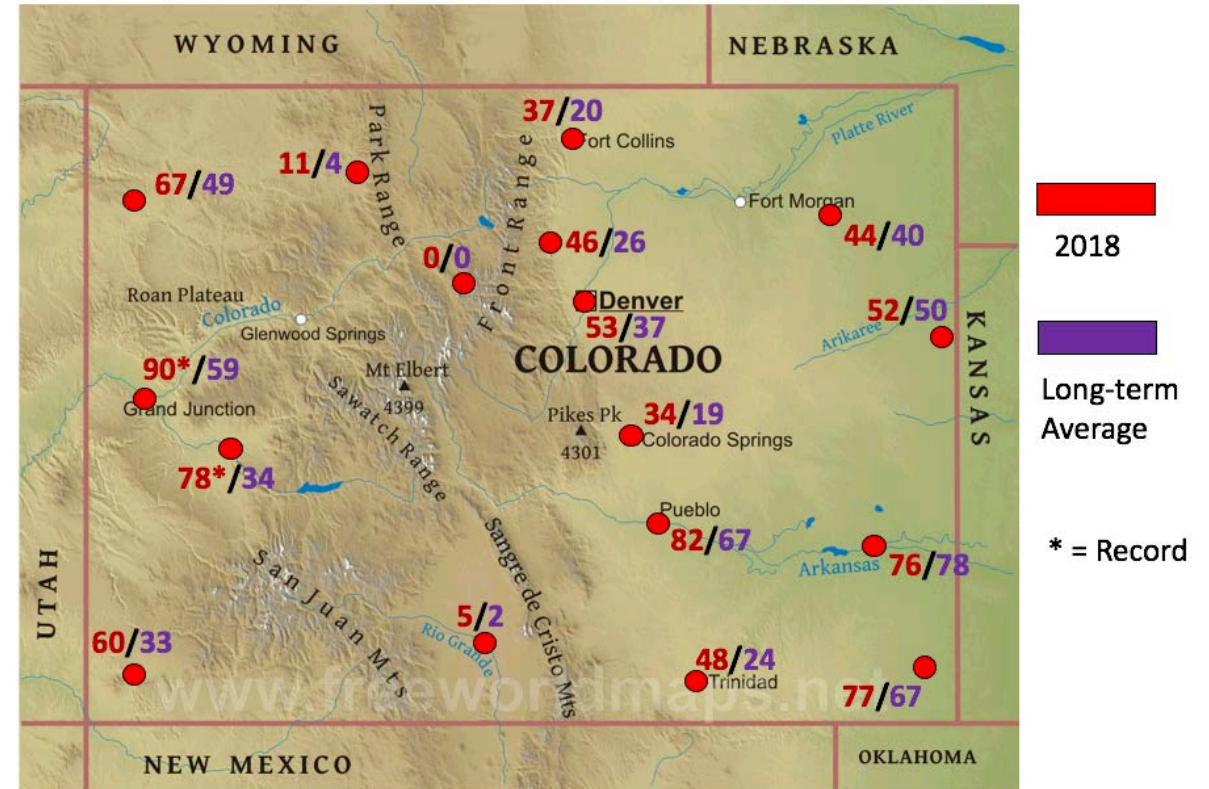 WYOMING
NEBRASKA
37/20
Fort Collins
Platte River
Park Range
Front Range
11/4
67/49
Fort Morgan
44/40
46/26
0/0
2018
Roan Plateau
Colorado
Glenwood Springs
Denver
53/37
52/50
Arikaree
KANSAS
COLORADO
90*/59
Grand Junction
Mt Elbert
4399
Sawatch Range
Pikes Pk
4301
34/19
Colorado Springs
Long-term
Average
78*/34
Pueblo
82/67
Arkansas
76/78
* = Record
UTAH
San Juan Mts
Sangre de Cristo Mts
5/2
Rio Grande
60/33
48/24
Trinidad
77/67
www.freeworldmaps.net
NEW MEXICO
OKLAHOMA